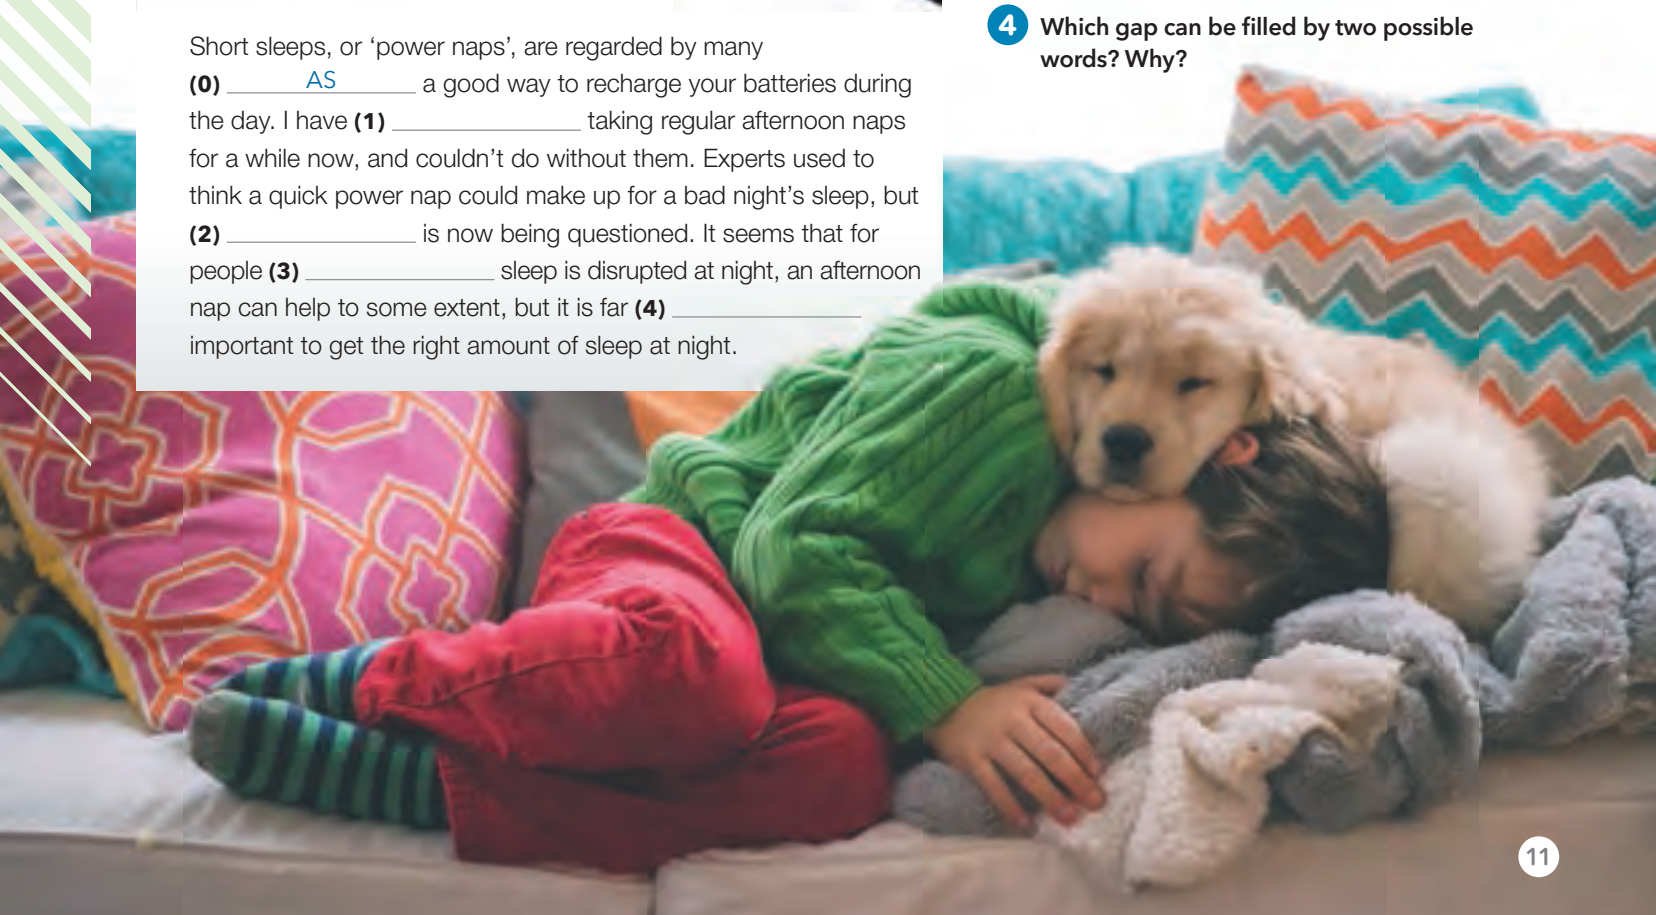 Short sleeps, or ‘power naps’, are regarded by many
(0) AS a good way to recharge your batteries during
the day. I have (1) ____________ taking regular afternoon naps
for a while now, and couldn’t do without them. Experts used to
think a quick power nap could make up for a bad night’s sleep, but
(2) ____________ is now being questioned. It seems that for
people (3) ____________ sleep is disrupted at night, an afternoon
nap can help to some extent, but it is far (4) ____________
important to get the right amount of sleep at night.
4 Which gap can be filled by two possible
words? Why?
11